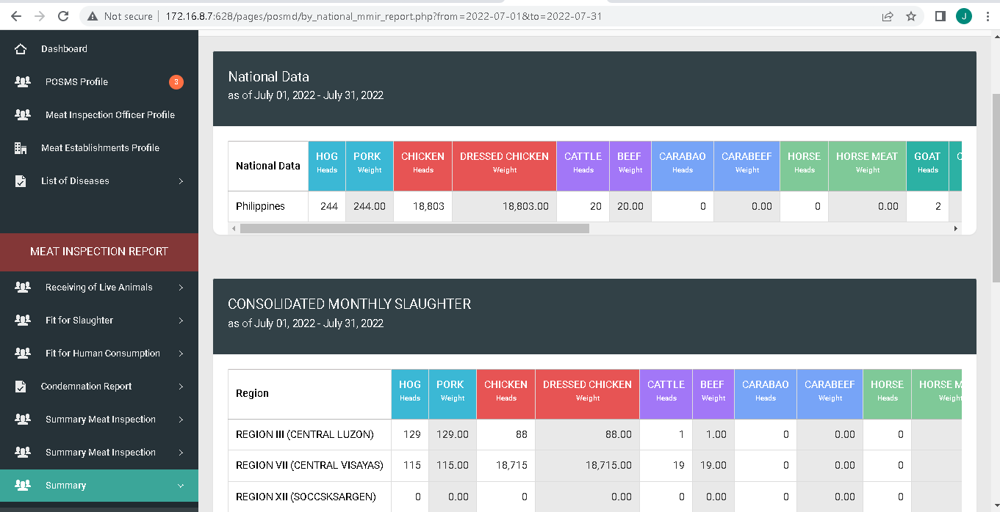 Not secure | 172.16.8.7:628/pages/posmd/by_national_mmir_report.php?from=2022-07-01&to=2022-07-31
J
Dashboard
POSMS Profile 3
Meat Inspection Officer Profile
Meat Establishments Profile
List of Diseases
MEAT INSPECTION REPORT
Receiving of Live Animals
Fit for Slaughter
Fit for Human Consumption
Condemnation Report
Summary Meat Inspection
Summary Meat Inspection
Summary
National Data
as of July 01, 2022 - July 31, 2022
National Data HOG PORK CHICKEN DRESSED CHICKEN CATTLE BEEF CARABAO CARABEEF HORSE HORSE MEAT GOAT
Heads Weight Heads Weight Heads Weight Heads Weight Heads Weight Heads
Philippines 244 244.00 18,803 18,803.00 20 20.00 0 0.00 0 0.00 2
CONSOLIDATED MONTHLY SLAUGHTER
as of July 01, 2022 - July 31, 2022
Region HOG PORK CHICKEN DRESSED CHICKEN CATTLE BEEF CARABAO CARABEEF HORSE HORSE M
Heads Weight Heads Weight Heads Weight Heads Weight Heads Weight
REGION III (CENTRAL LUZON) 129 129.00 88 88.00 1 1.00 0 0.00 0
REGION VII (CENTRAL VISAYAS) 115 115.00 18,715 18,715.00 19 19.00 0 0.00 0
REGION XII (SOCCSKSARGEN) 0 0.00 0 0.00 0 0.00 0 0.00 0